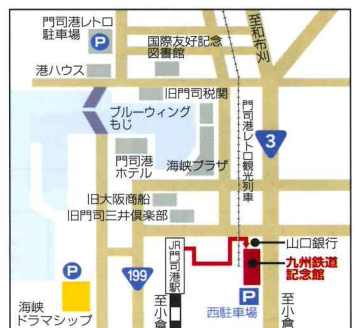 門司港レトロ
駐車場
P
国際友好記念
図書館
至和布刈
港ハウス
旧門司税関
ブルーウィング
もじ
門司港レトロ観光列車
3
門司港
ホテル
海峡プラザ
旧大阪商船
旧門司三井倶楽部
JR門司港駅
山口銀行
九州鉄道
記念館
P
199
P
西駐車場
海峡
ドラマシップ
至小倉
至小倉